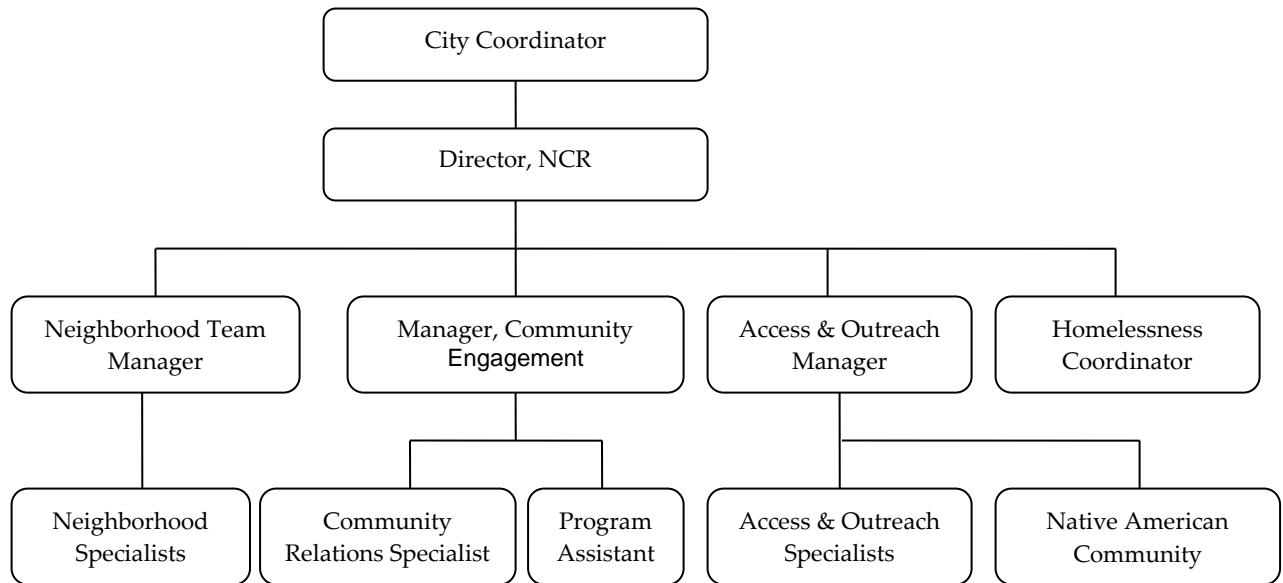 City Coordinator
Director, NCR
Neighborhood Team
Manager
Manager, Community
Engagement
Access & Outreach
Manager
Homelessness
Coordinator
Neighborhood
Specialists
Community
Relations Specialist
Program
Assistant
Access & Outreach
Specialists
Native American
Community